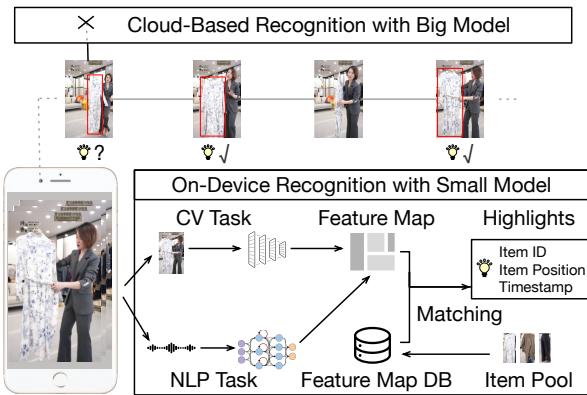 Cloud-Based Recognition with Big Model
?
√
√
On-Device Recognition with Small Model
CV Task
Feature Map
Highlights
Item ID
Item Position
Timestamp
Matching
NLP Task
Feature Map DB
Item Pool